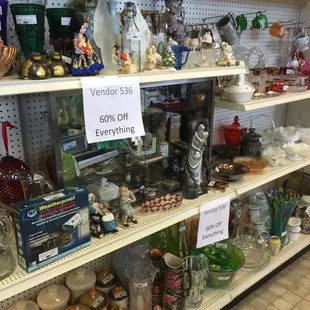 Vendor 536
60% Off
Everything
Vendor 536
60% Off
Everything
Weatherproof